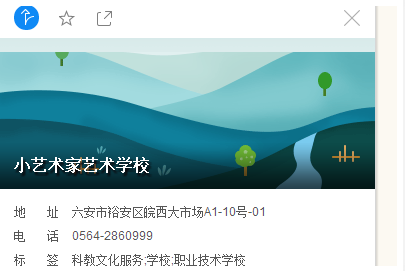 小艺术家艺术学校
地 址 六安市裕安区皖西大市场A1-10号-01
电 话 0564-2860999
标 签 科教文化服务;学校;职业技术学校